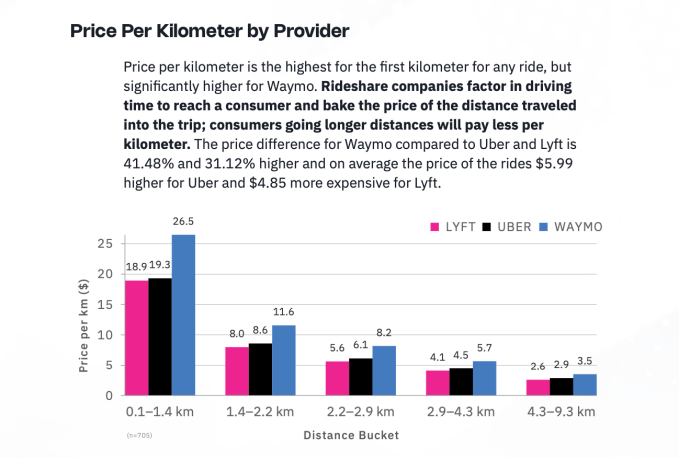 Price Per Kilometer by Provider
Price per kilometer is the highest for the first kilometer for any ride, but
significantly higher for Waymo. Rideshare companies factor in driving
time to reach a consumer and bake the price of the distance traveled
into the trip; consumers going longer distances will pay less per
kilometer. The price difference for Waymo compared to Uber and Lyft is
41.48% and 31.12% higher and on average the price of the rides $5.99
higher for Uber and $4.85 more expensive for Lyft.
LYFT UBER WAYMO
Price per km ($)
25
20
15
10
5
0
18.9 19.3 26.5
8.0 8.6 11.6
5.6 6.1 8.2
4.1 4.5 5.7
2.6 2.9 3.5
0.1–1.4 km 1.4–2.2 km 2.2–2.9 km 2.9–4.3 km 4.3–9.3 km
(n=705)
Distance Bucket